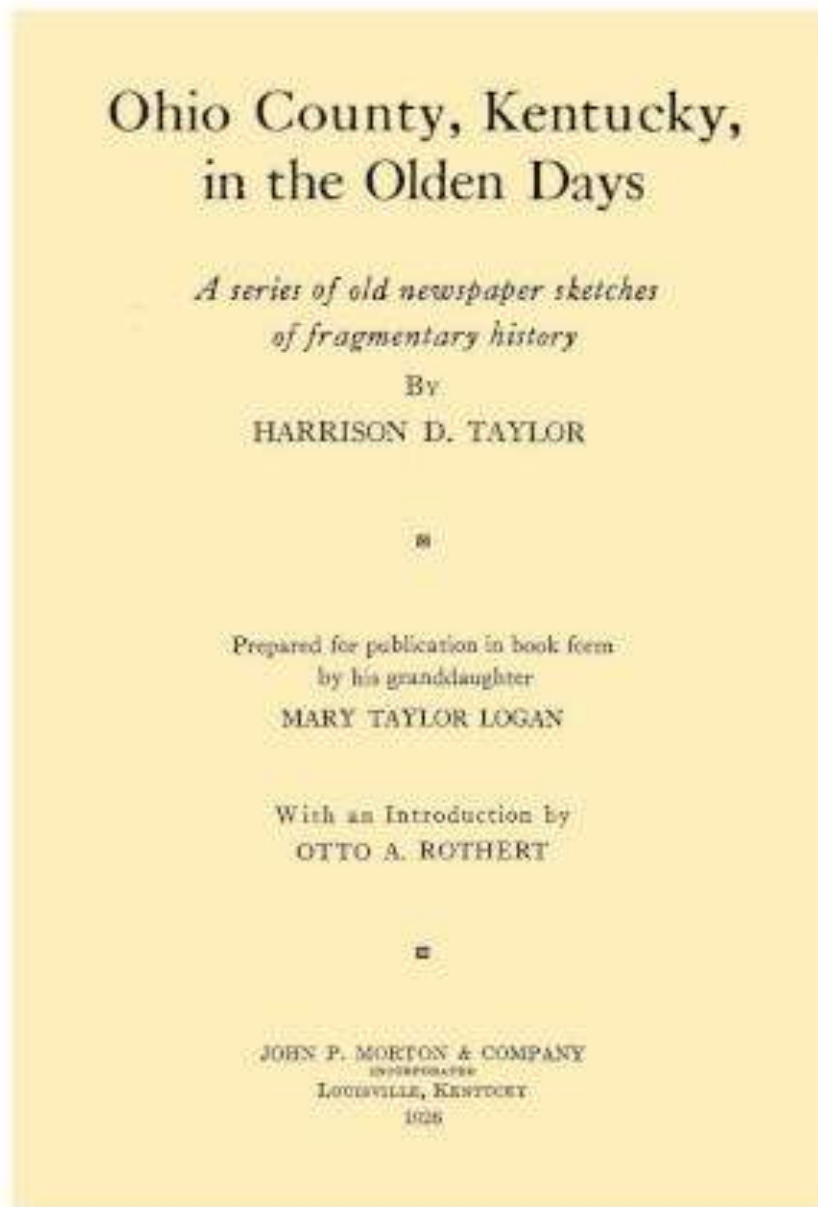 Ohio County, Kentucky,
in the Olden Days
A series of old newspaper sketches
of fragmentary history
By
HARRISON D. TAYLOR
Prepared for publication in book form
by his granddaughter
MARY TAYLOR LOGAN
With an Introduction by
OTTO A. ROTHERT
JOHN P. MORTON & COMPANY
INCORPORATED
LOUISVILLE, KENTUCKY
1926